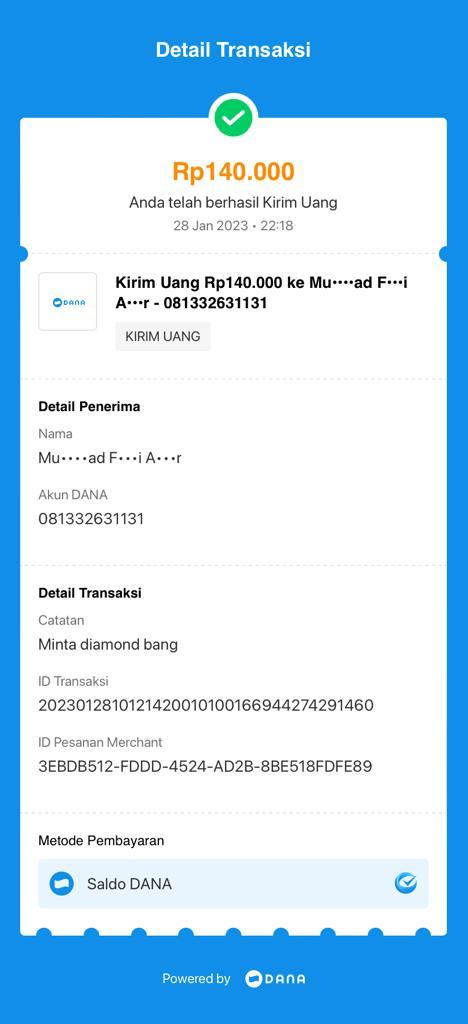 Detail Transaksi
Rp140.000
Anda telah berhasil Kirim Uang
28 Jan 2023 • 22:18
DANA
Kirim Uang Rp140.000 ke Mu••••ad F•••i
A•••r - 081332631131
KIRIM UANG
Detail Penerima
Nama
Mu••••ad F•••i A•••r
Akun DANA
081332631131
Detail Transaksi
Catatan
Minta diamond bang
ID Transaksi
20230128101214200101001669442742​91460
ID Pesanan Merchant
3EBDB512-FDDD-4524-AD2B-8BE518FDFE89
Metode Pembayaran
Saldo DANA
Powered by DANA